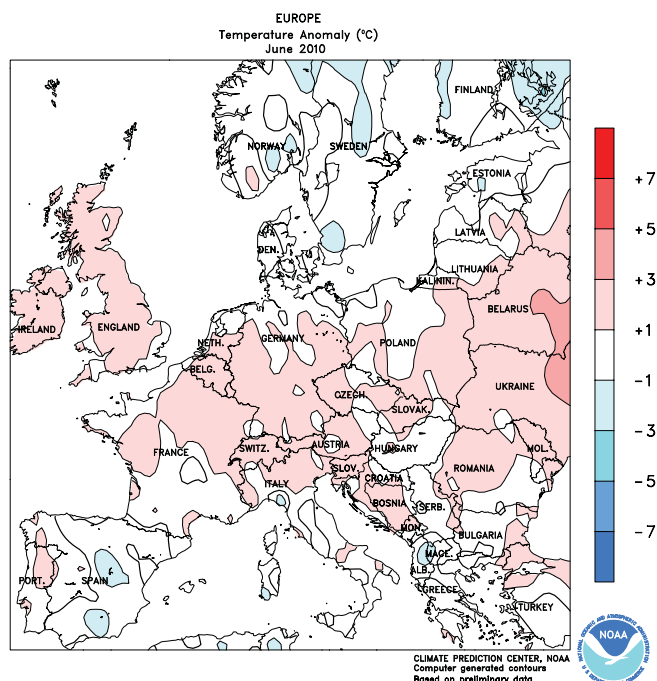 EUROPE
Temperature Anomaly (°C)
June 2010
FINLAND
NORWAY
SWEDEN
ESTONIA
LATVIA
DEN.
LITHUANIA
KALININ.
BELARUS
IRELAND
ENGLAND
NETH.
GERMANY
POLAND
BELG.
UKRAINE
CZECH.
SLOVAK.
FRANCE
SWITZ.
AUSTRIA
HUNGARY
MOL.
SLOV.
ROMANIA
ITALY
CROATIA
BOSNIA
SERB.
MON.
BULGARIA
MACE.
PORT.
SPAIN
ALB.
GREECE
TURKEY
+7
+5
+3
+1
-1
-3
-5
-7
NOAA
CLIMATE PREDICTION CENTER, NOAA
Computer generated contours
Based on preliminary data